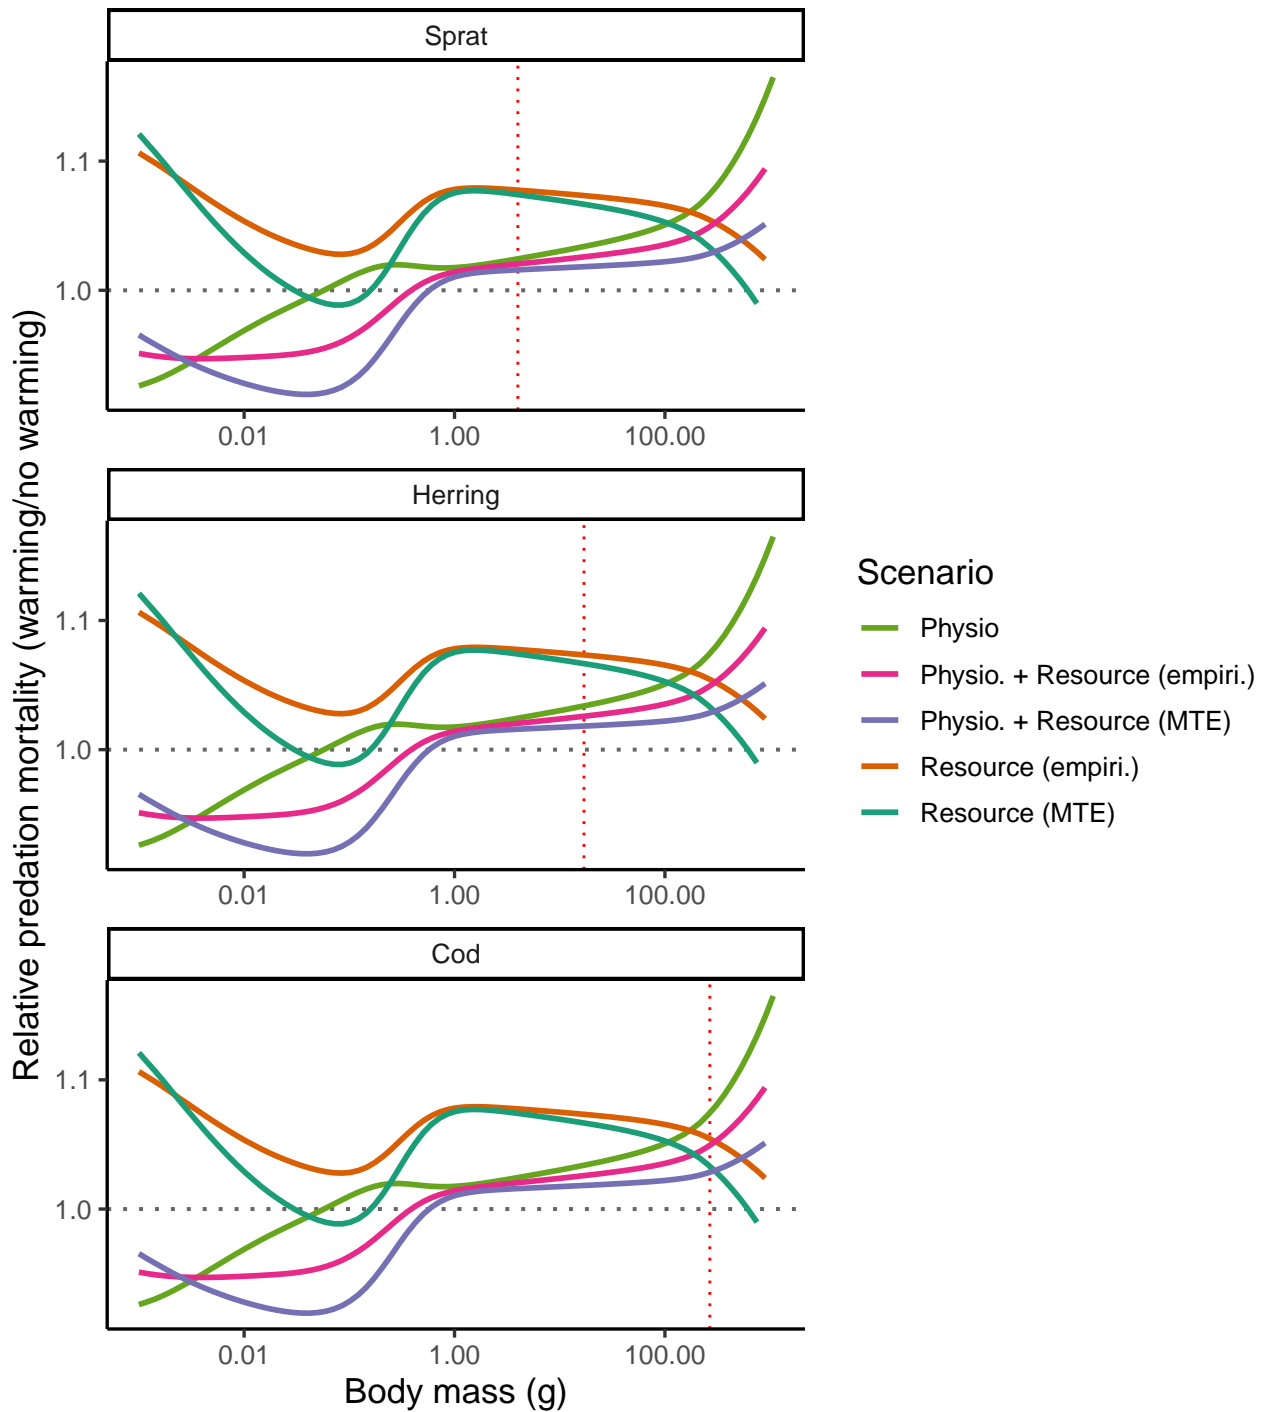 Sprat
1.1
1.0
0.01 1.00 100.00
Herring
1.1
1.0
0.01 1.00 100.00
Cod
1.1
1.0
0.01 1.00 100.00
Body mass (g)
Relative predation mortality (warming/no warming)
Scenario
Physio
Physio. + Resource (empiri.)
Physio. + Resource (MTE)
Resource (empiri.)
Resource (MTE)